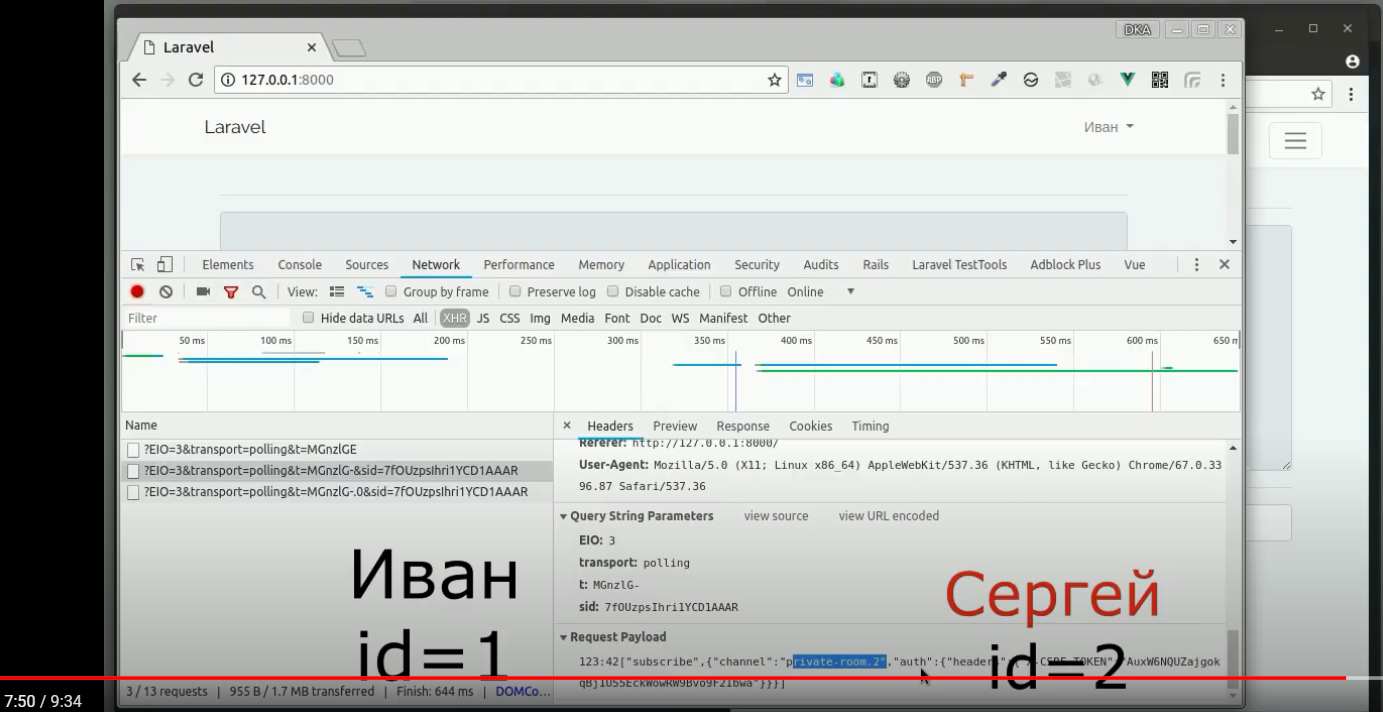 DKA
Laravel
127.0.0.1:8000
Laravel
Иван
Elements Console Sources Network Performance Memory Application Security Audits Rails Laravel TestTools Adblock Plus Vue
View: Group by frame Preserve log Disable cache Offline Online
Filter Hide data URLs All XHR JS CSS Img Media Font Doc WS Manifest Other
50 ms 100 ms 150 ms 200 ms 250 ms 300 ms 350 ms 400 ms 450 ms 500 ms 550 ms 600 ms 650 m
Name
Headers Preview Response Cookies Timing
?EIO=3&transport=polling&t=MGnzlGE
?EIO=3&transport=polling&t=MGnzlG-&sid=7fOUzpsIhri1YCD1AAAR
?EIO=3&transport=polling&t=MGnzlG-.0&sid=7fOUzpsIhri1YCD1AAAR
Referer: http://127.0.0.1:8000/
User-Agent: Mozilla/5.0 (X11; Linux x86_64) AppleWebKit/537.36 (KHTML, like Gecko) Chrome/67.0.33
96.87 Safari/537.36
Query String Parameters view source view URL encoded
EIO: 3
transport: polling
t: MGnzlG-
sid: 7fOUzpsIhri1YCD1AAAR
Request Payload
123:42["subscribe",{"channel":"private-room.2","auth":{"headers":{"X-CSRF-TOKEN":"AuxW6NQUZajgok
Иван
id=1
Сергей
id=2
3 / 13 requests | 955 B / 1.7 MB transferred | Finish: 644 ms | DOMCo...
7:50 / 9:34